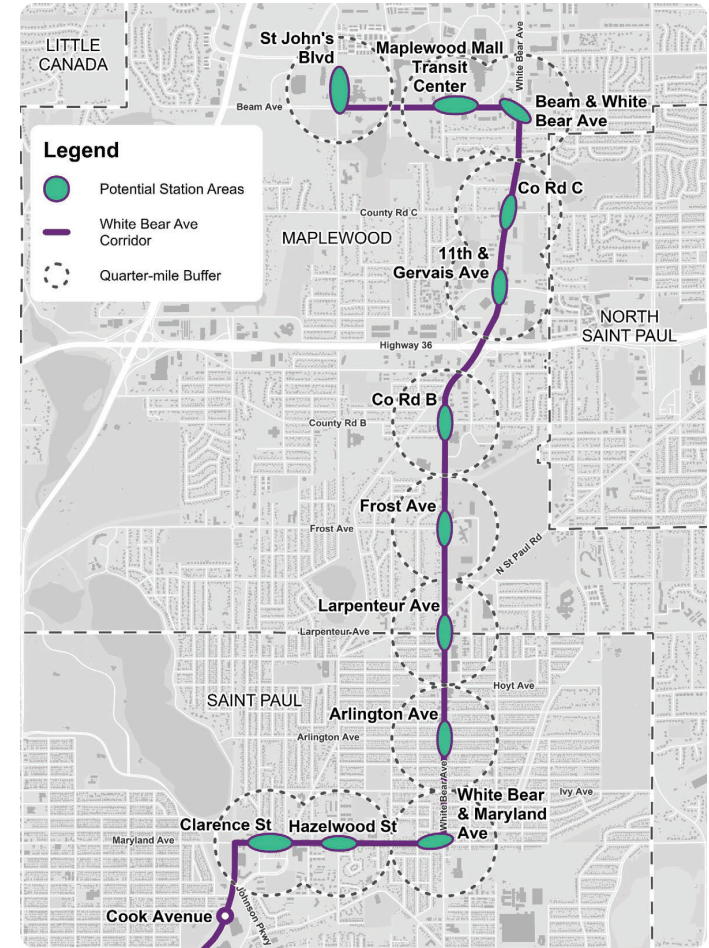 LITTLE
CANADA
St John's
Blvd
Maplewood Mall
Transit
Center
White Bear Ave
Beam Ave
Beam & White
Bear Ave
Legend
Potential Station Areas
White Bear Ave
Corridor
Quarter-mile Buffer
Co Rd C
County Rd C
MAPLEWOOD
11th &
Gervais Ave
NORTH
SAINT PAUL
Highway 36
Co Rd B
County Rd B
Frost Ave
Frost Ave
N St Paul Rd
Larpenteur Ave
Larpenteur Ave
Hoyt Ave
SAINT PAUL
Arlington Ave
Arlington Ave
White Bear Ave
White Bear
& Maryland
Ave
Ivy Ave
Clarence St
Hazelwood St
Maryland Ave
Johnson Pkwy
Cook Avenue